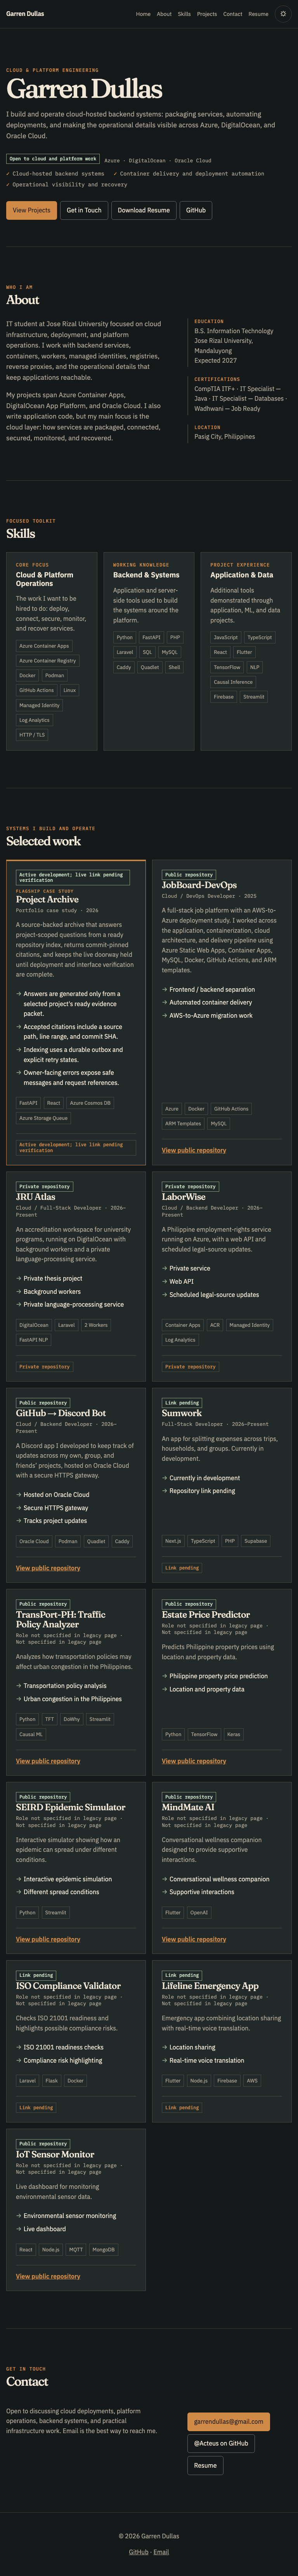 Garren Dullas
Home About Skills Projects Contact Resume
CLOUD & PLATFORM ENGINEERING
Garren Dullas
I build and operate cloud-hosted backend systems: packaging services, automating
deployments, and making the operational details visible across Azure, DigitalOcean, and
Oracle Cloud.
Open to cloud and platform work Azure · DigitalOcean · Oracle Cloud
✓ Cloud-hosted backend systems ✓ Container delivery and deployment automation
✓ Operational visibility and recovery
View Projects Get in Touch Download Resume GitHub
WHO I AM
About
IT student at Jose Rizal University focused on cloud
infrastructure, deployment, and platform
operations. I work with backend services,
containers, workers, managed identities, registries,
reverse proxies, and the operational details that
keep applications reachable.
My projects span Azure Container Apps,
DigitalOcean App Platform, and Oracle Cloud. I also
write application code, but my main focus is the
cloud layer: how services are packaged, connected,
secured, monitored, and recovered.
EDUCATION
B.S. Information Technology
Jose Rizal University,
Mandaluyong
Expected 2027
CERTIFICATIONS
CompTIA ITF+ · IT Specialist —
Java · IT Specialist — Databases ·
Wadhwani — Job Ready
LOCATION
Pasig City, Philippines
FOCUSED TOOLKIT
Skills
CORE FOCUS
Cloud & Platform
Operations
The work I want to be
hired to do: deploy,
connect, secure, monitor,
and recover services.
Azure Container Apps
Azure Container Registry
Docker Podman
GitHub Actions Linux
Managed Identity
Log Analytics
HTTP / TLS
WORKING KNOWLEDGE
Backend & Systems
Application and server-
side tools used to build
the systems around the
platform.
Python FastAPI PHP
Laravel SQL MySQL
Caddy Quadlet Shell
PROJECT EXPERIENCE
Application & Data
Additional tools
demonstrated through
application, ML, and data
projects.
JavaScript TypeScript
React Flutter
TensorFlow NLP
Causal Inference
Firebase Streamlit
SYSTEMS I BUILD AND OPERATE
Selected work
Active development; live link pending
verification
FLAGSHIP CASE STUDY
Project Archive
Portfolio case study · 2026
A source-backed archive that answers
project-scoped questions from a ready
repository index, returns commit-pinned
citations, and keeps the live doorway held
until deployment and interface verification
are complete.
→ Answers are generated only from a
selected project's ready evidence
packet.
→ Accepted citations include a source
path, line range, and commit SHA.
→ Indexing uses a durable outbox and
explicit retry states.
→ Owner-facing errors expose safe
messages and request references.
FastAPI React Azure Cosmos DB
Azure Storage Queue
Active development; live link pending
verification
Public repository
JobBoard-DevOps
Cloud / DevOps Developer · 2025
A full-stack job platform with an AWS-to-
Azure deployment study. I worked across
the application, containerization, cloud
architecture, and delivery pipeline using
Azure Static Web Apps, Container Apps,
MySQL, Docker, GitHub Actions, and ARM
templates.
→ Frontend / backend separation
→ Automated container delivery
→ AWS-to-Azure migration work
Azure Docker GitHub Actions
ARM Templates MySQL
View public repository
Private repository
JRU Atlas
Cloud / Full-Stack Developer · 2026–
Present
An accreditation workspace for university
programs, running on DigitalOcean with
background workers and a private
language-processing service.
→ Private thesis project
→ Background workers
→ Private language-processing service
DigitalOcean Laravel 2 Workers
FastAPI NLP
Private repository
Private repository
LaborWise
Cloud / Backend Developer · 2026–
Present
A Philippine employment-rights service
running on Azure, with a web API and
scheduled legal-source updates.
→ Private service
→ Web API
→ Scheduled legal-source updates
Container Apps ACR Managed Identity
Log Analytics
Private repository
Public repository
GitHub → Discord Bot
Cloud / Backend Developer · 2026–
Present
A Discord app I developed to keep track of
updates across my own, group, and
friends' projects, hosted on Oracle Cloud
with a secure HTTPS gateway.
→ Hosted on Oracle Cloud
→ Secure HTTPS gateway
→ Tracks project updates
Oracle Cloud Podman Quadlet Caddy
View public repository
Link pending
Sumwork
Full-Stack Developer · 2026–Present
An app for splitting expenses across trips,
households, and groups. Currently in
development.
→ Currently in development
→ Repository link pending
Next.js TypeScript PHP Supabase
Link pending
Public repository
TransPort-PH: Traffic
Policy Analyzer
Role not specified in legacy page ·
Not specified in legacy page
Analyzes how transportation policies may
affect urban congestion in the Philippines.
→ Transportation policy analysis
→ Urban congestion in the Philippines
Python TFT DoWhy Streamlit
Causal ML
View public repository
Public repository
Estate Price Predictor
Role not specified in legacy page ·
Not specified in legacy page
Predicts Philippine property prices using
location and property data.
→ Philippine property price prediction
→ Location and property data
Python TensorFlow Keras
View public repository
Public repository
SEIRD Epidemic Simulator
Role not specified in legacy page ·
Not specified in legacy page
Interactive simulator showing how an
epidemic can spread under different
conditions.
→ Interactive epidemic simulation
→ Different spread conditions
Python Streamlit
View public repository
Public repository
MindMate AI
Role not specified in legacy page ·
Not specified in legacy page
Conversational wellness companion
designed to provide supportive
interactions.
→ Conversational wellness companion
→ Supportive interactions
Flutter OpenAI
View public repository
Link pending
ISO Compliance Validator
Role not specified in legacy page ·
Not specified in legacy page
Checks ISO 21001 readiness and
highlights possible compliance risks.
→ ISO 21001 readiness checks
→ Compliance risk highlighting
Laravel Flask Docker
Link pending
Link pending
Lifeline Emergency App
Role not specified in legacy page ·
Not specified in legacy page
Emergency app combining location sharing
with real-time voice translation.
→ Location sharing
→ Real-time voice translation
Flutter Node.js Firebase AWS
Link pending
Public repository
IoT Sensor Monitor
Role not specified in legacy page ·
Not specified in legacy page
Live dashboard for monitoring
environmental sensor data.
→ Environmental sensor monitoring
→ Live dashboard
React Node.js MQTT MongoDB
View public repository
GET IN TOUCH
Contact
Open to discussing cloud deployments, platform
operations, backend systems, and practical
infrastructure work. Email is the best way to reach me.
garrendullas@gmail.com
@Acteus on GitHub
Resume
© 2026 Garren Dullas
GitHub · Email